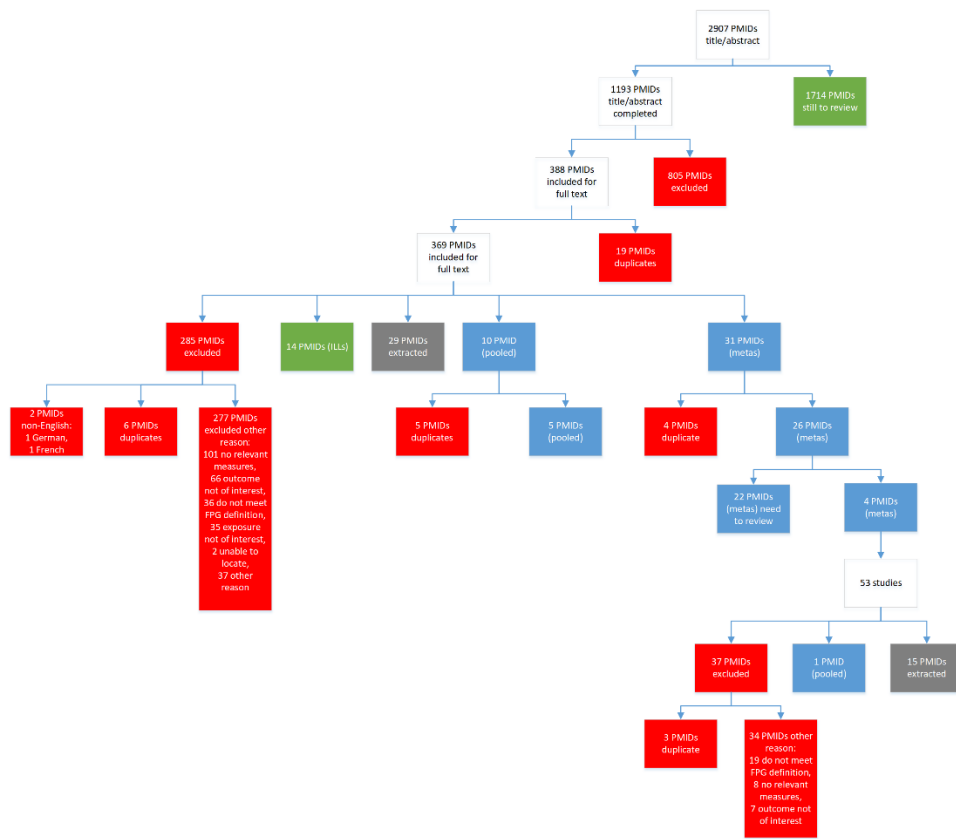 2907 PMIDs
title/abstract
1193 PMIDs
title/abstract
completed
1714 PMIDs
still to review
388 PMIDs
included for
full text
805 PMIDs
excluded
369 PMIDs
included for
full text
19 PMIDs
duplicates
285 PMIDs
excluded
14 PMIDs (ILLs)
29 PMIDs
extracted
10 PMID
(pooled)
31 PMIDs
(metas)
2 PMIDs
non-English:
1 German,
1 French
6 PMIDs
duplicates
277 PMIDs
excluded other
reason:
101 no relevant
measures,
66 outcome
not of interest,
36 do not meet
FPG definition,
35 exposure
not of interest,
2 unable to
locate,
37 other
reason
5 PMIDs
duplicates
5 PMIDs
(pooled)
4 PMIDs
duplicate
26 PMIDs
(metas)
22 PMIDs
(metas) need
to review
4 PMIDs
(metas)
53 studies
37 PMIDs
excluded
1 PMID
(pooled)
15 PMIDs
extracted
3 PMIDs
duplicate
34 PMIDs other
reason:
19 do not meet
FPG definition,
8 no relevant
measures,
7 outcome not
of interest